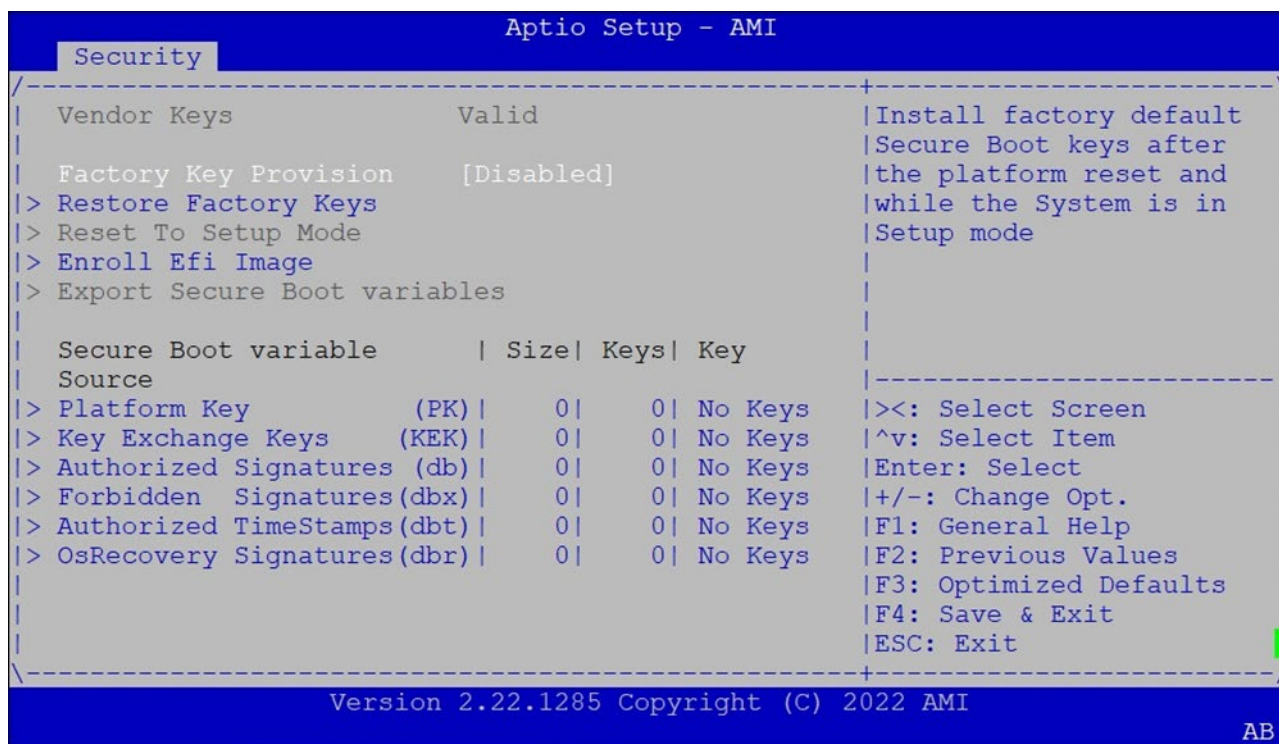 Aptio Setup - AMI
Security
/----------------------------------------------------+-------------------------\
| Vendor Keys Valid |Install factory default
| |Secure Boot keys after
| Factory Key Provision [Disabled] |the platform reset and
|> Restore Factory Keys |while the System is in
|> Reset To Setup Mode |Setup mode
|> Enroll Efi Image |
|> Export Secure Boot variables |
| |
| Secure Boot variable | Size| Keys| Key |
| Source |-------------------------
|> Platform Key (PK)| 0| 0| No Keys |><: Select Screen
|> Key Exchange Keys (KEK)| 0| 0| No Keys |^v: Select Item
|> Authorized Signatures (db)| 0| 0| No Keys |Enter: Select
|> Forbidden Signatures(dbx)| 0| 0| No Keys |+/-: Change Opt.
|> Authorized TimeStamps(dbt)| 0| 0| No Keys |F1: General Help
|> OsRecovery Signatures(dbr)| 0| 0| No Keys |F2: Previous Values
| |F3: Optimized Defaults
| |F4: Save & Exit
| |ESC: Exit
\----------------------------------------------------+-------------------------/
Version 2.22.1285 Copyright (C) 2022 AMI
AB